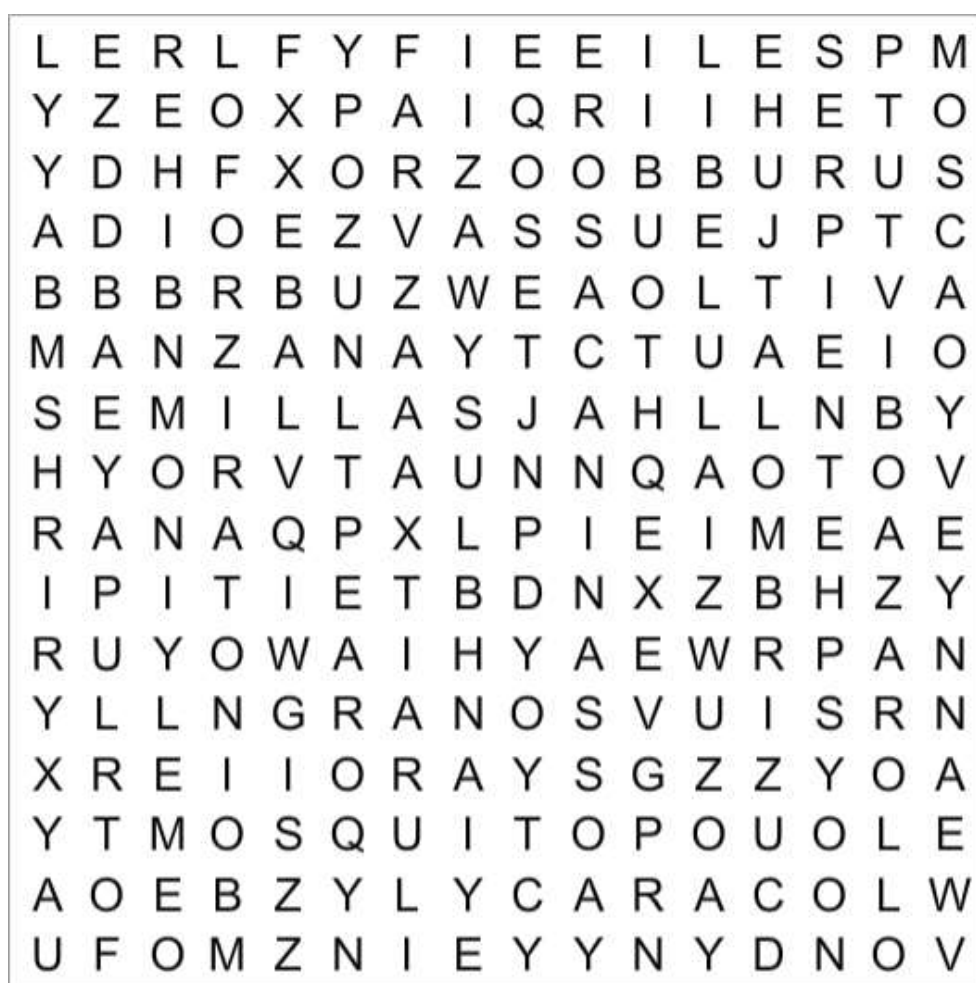 L E R L F Y F I E E I L E S P M
Y Z E O X P A I Q R I I H E T O
Y D H F X O R Z O O B B U R U S
A D I O E Z V A S S U E J P T C
B B B R B U Z W E A O L T I V A
M A N Z A N A Y T C T U A E I O
S E M I L L A S J A H L L N B Y
H Y O R V T A U N N Q A O T O V
R A N A Q P X L P I E I M E A E
I P I T I E T B D N X Z B H Z Y
R U Y O W A I H Y A E W R P A N
Y L L N G R A N O S V U I S R N
X R E I I O R A Y S G Z Z Y O A
Y T M O S Q U I T O P O U O L E
A O E B Z Y L Y C A R A C O L W
U F O M Z N I E Y Y N Y D N O V